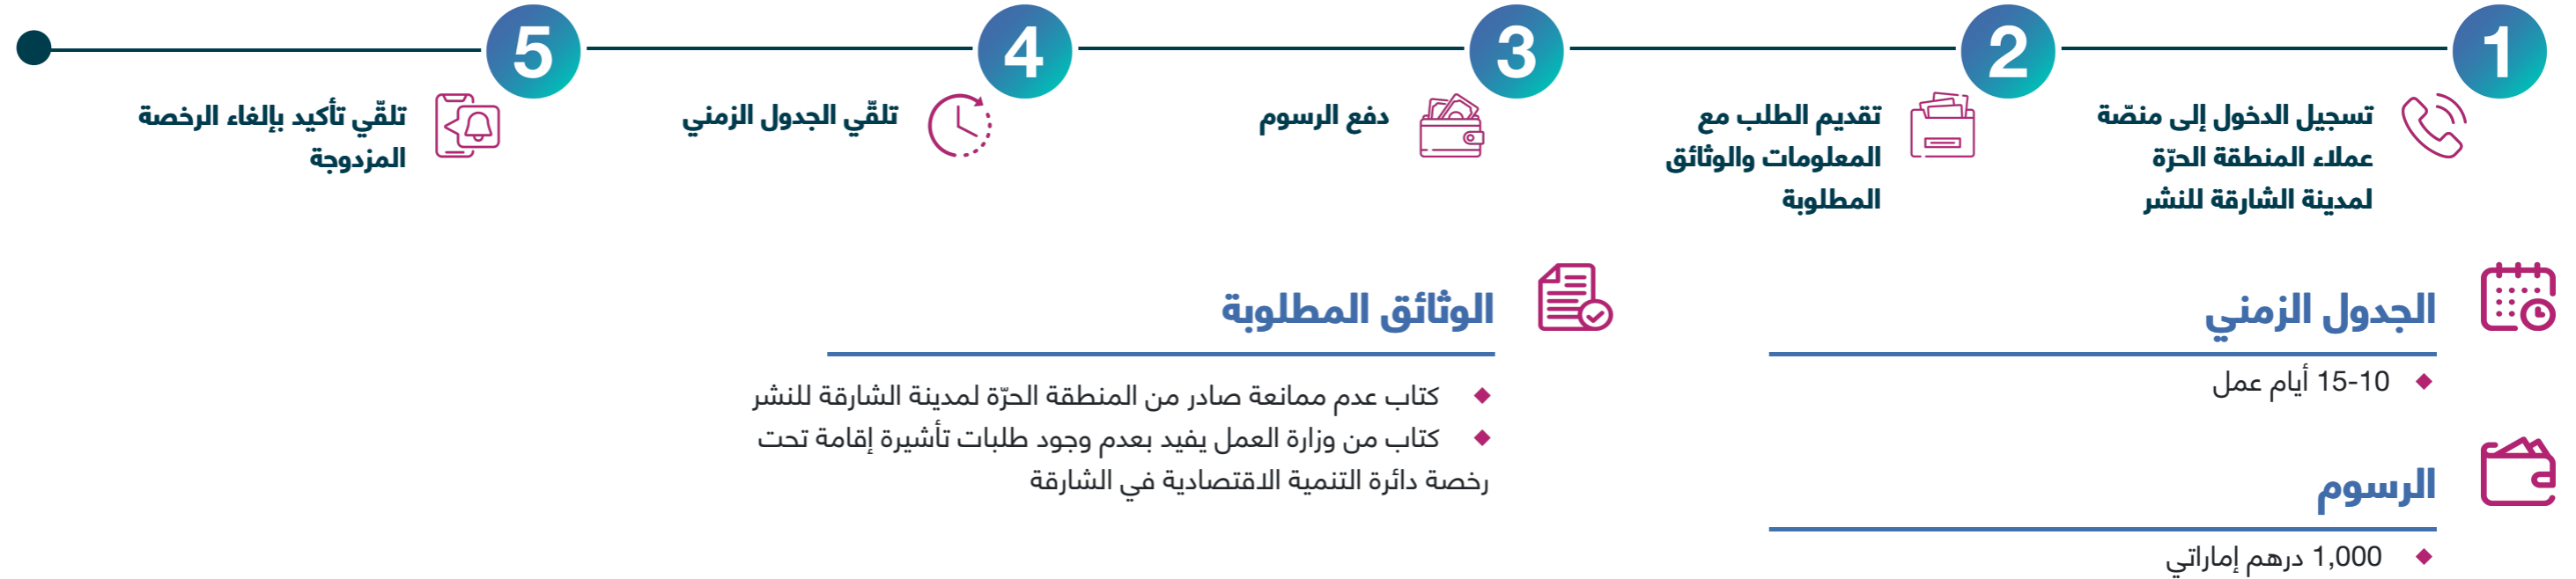 1
تسجيل الدخول إلى منصّة
عملاء المنطقة الحرّة
لمدينة الشارقة للنشر
2
تقديم الطلب مع
المعلومات والوثائق
المطلوبة
3
دفع الرسوم
4
تلقّي الجدول الزمني
5
تلقّي تأكيد بإلغاء الرخصة
المزدوجة
الجدول الزمني
10-15 أيام عمل
الرسوم
1,000 درهم إماراتي
الوثائق المطلوبة
كتاب عدم ممانعة صادر من المنطقة الحرّة لمدينة الشارقة للنشر
كتاب من وزارة العمل يفيد بعدم وجود طلبات تأشيرة إقامة تحت
رخصة دائرة التنمية الاقتصادية في الشارقة